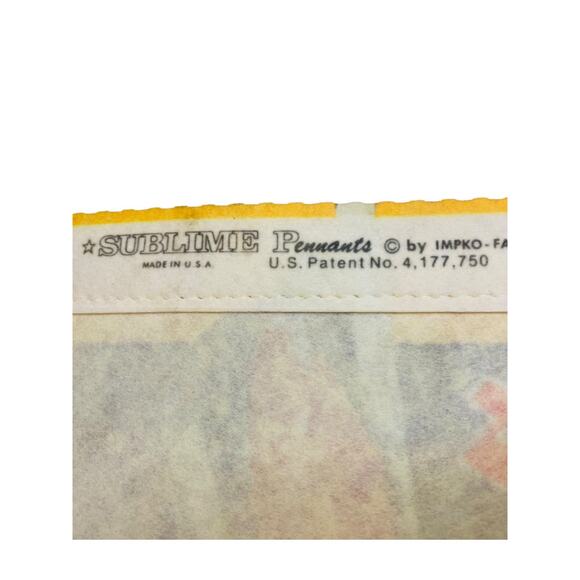 ☆SUBLIME Pennants © by IMPKO-FA
MADE IN U.S.A.
U.S. Patent No. 4,177,750